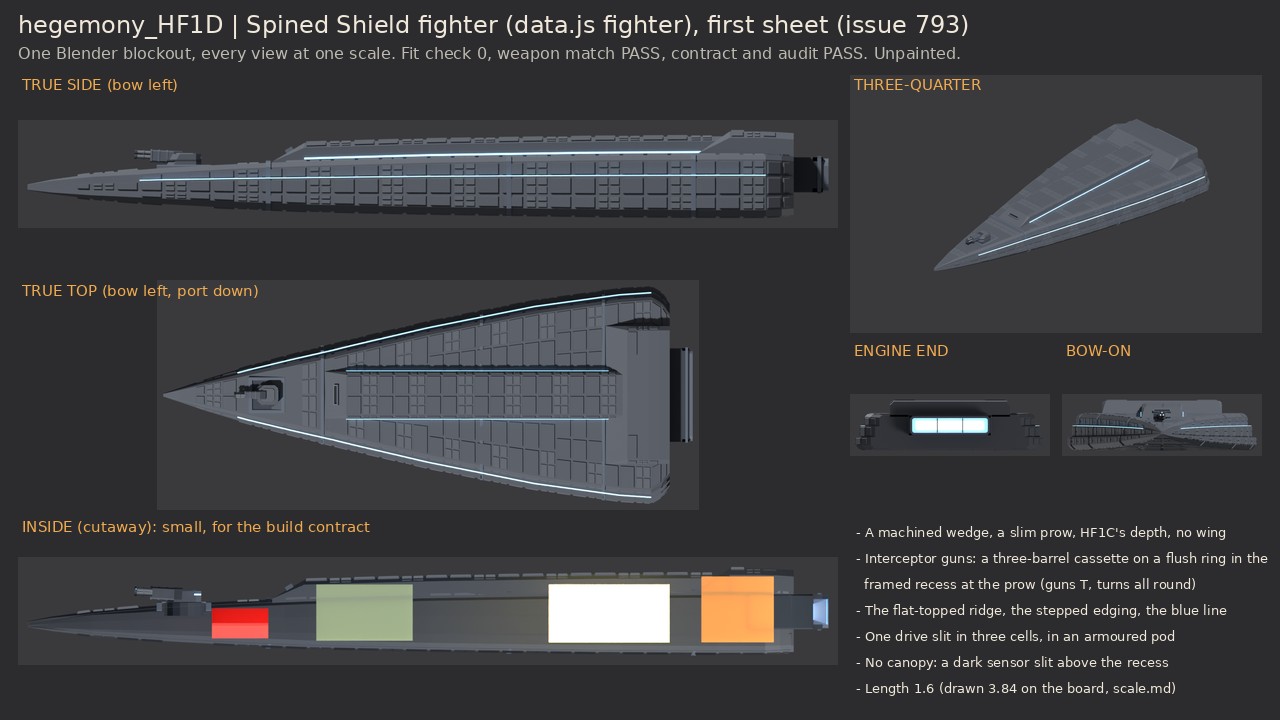 hegemony_HF1D | Spined Shield fighter (data.js fighter), first sheet (issue 793)
One Blender blockout, every view at one scale. Fit check 0, weapon match PASS, contract and audit PASS. Unpainted.
TRUE SIDE (bow left)
THREE-QUARTER
TRUE TOP (bow left, port down)
ENGINE END
BOW-ON
INSIDE (cutaway): small, for the build contract
- A machined wedge, a slim prow, HF1C's depth, no wing
- Interceptor guns: a three-barrel cassette on a flush ring in the
framed recess at the prow (guns T, turns all round)
- The flat-topped ridge, the stepped edging, the blue line
- One drive slit in three cells, in an armoured pod
- No canopy: a dark sensor slit above the recess
- Length 1.6 (drawn 3.84 on the board, scale.md)